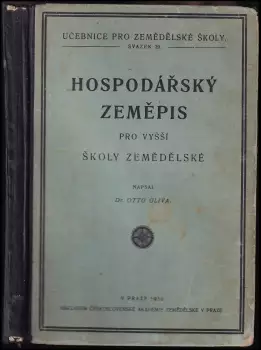 UČEBNICE PRO ZEMĚDĚLSKÉ ŠKOLY.
SVAZEK
HOSPODÁŘSKÝ
ZEMĚPIS
PRO VYŠŠÍ
ŠKOLY ZEMĚDĚLSKÉ
NAPSAL
Dr. OTTO OLIVA.
V PRAZE
NÁKLADEM ČESKOSLOVENSKÉ AKADEMIE ZEMĚDĚLSKÉ V PRAZE